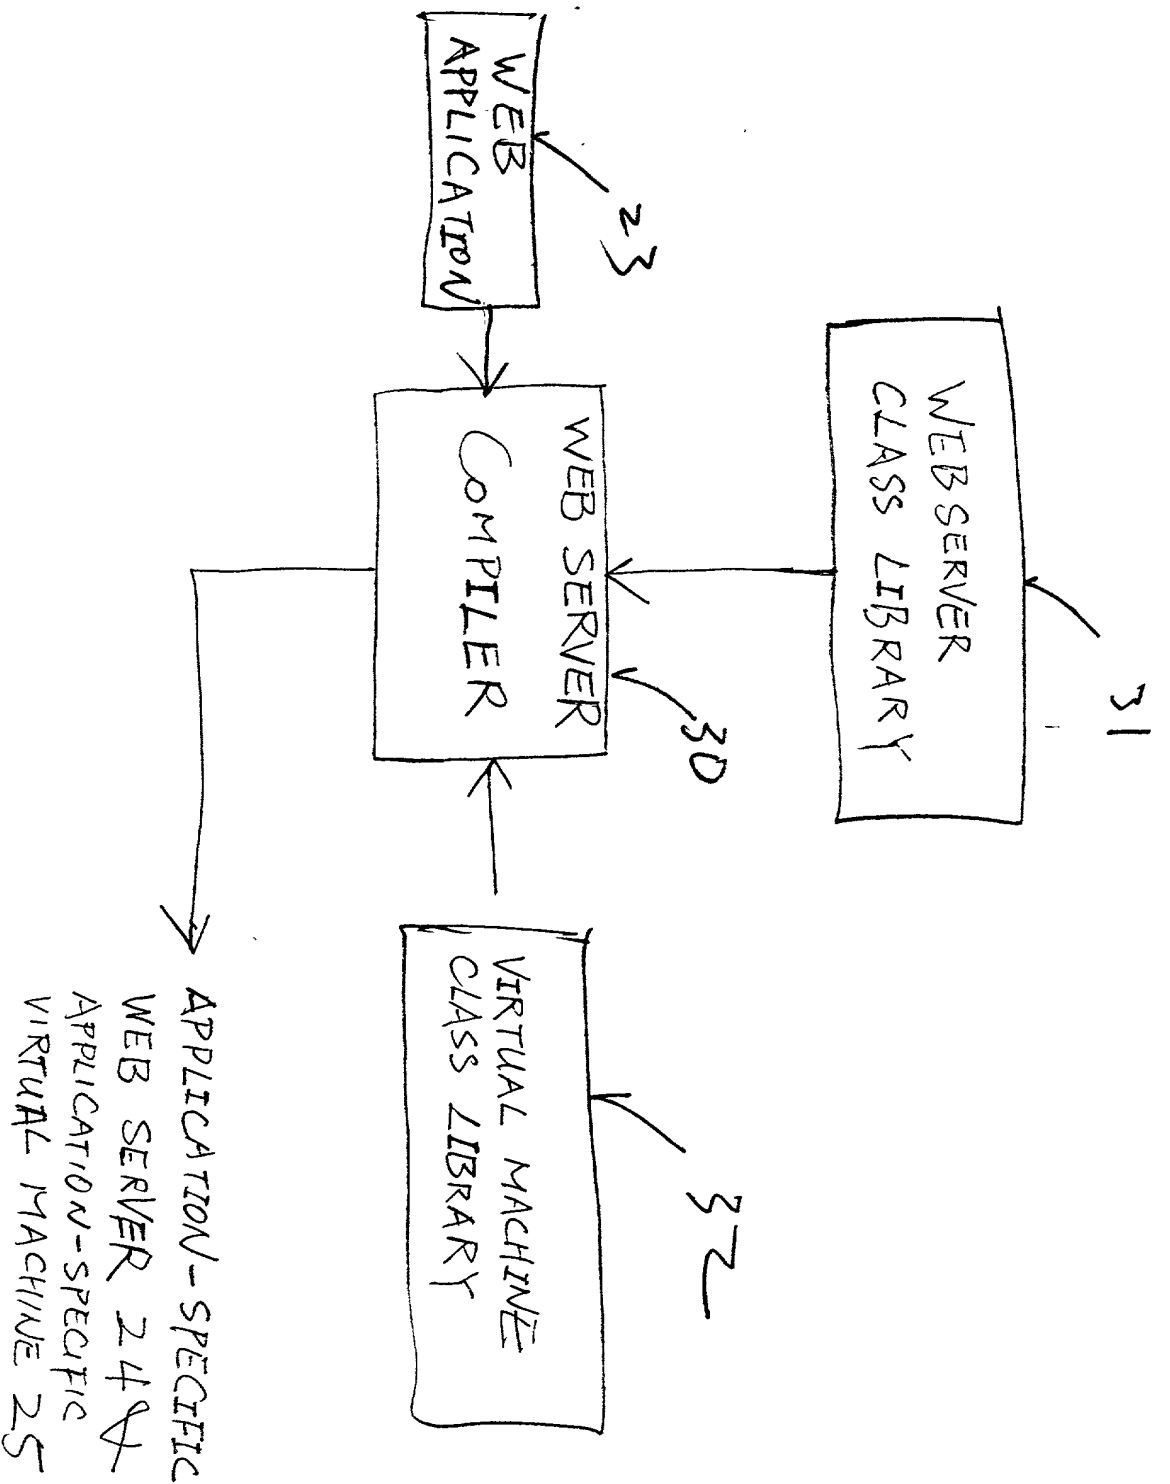 31
WEB SERVER
CLASS LIBRARY
23
WEB
APPLICATION
30
WEB SERVER
COMPILER
32
VIRTUAL MACHINE
CLASS LIBRARY
APPLICATION-SPECIFIC
WEB SERVER 24 &
APPLICATION-SPECIFIC
VIRTUAL MACHINE 25